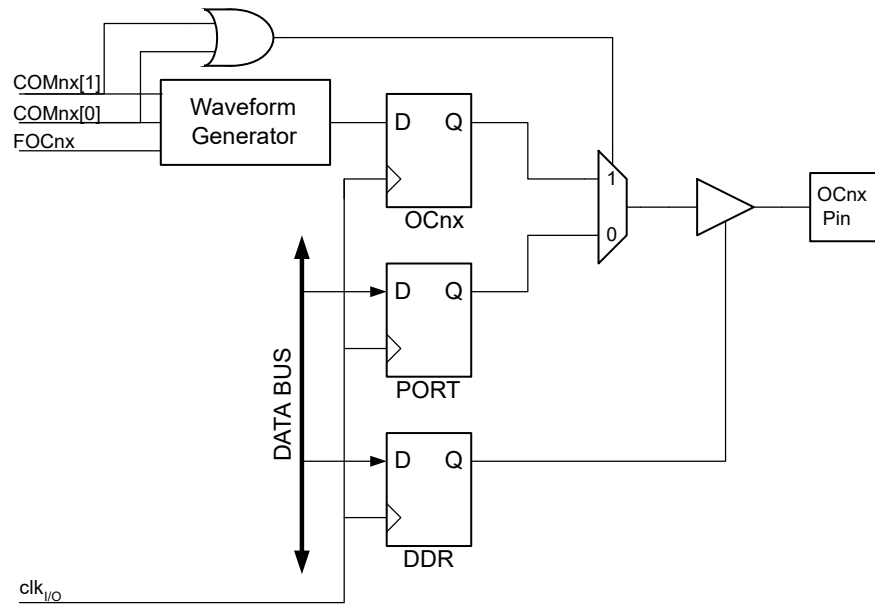 COMnx[1]
COMnx[0]
FOCnx
Waveform
Generator
D Q
OCnx
1
0
OCnx
Pin
D Q
PORT
DATA BUS
D Q
DDR
clkI/O